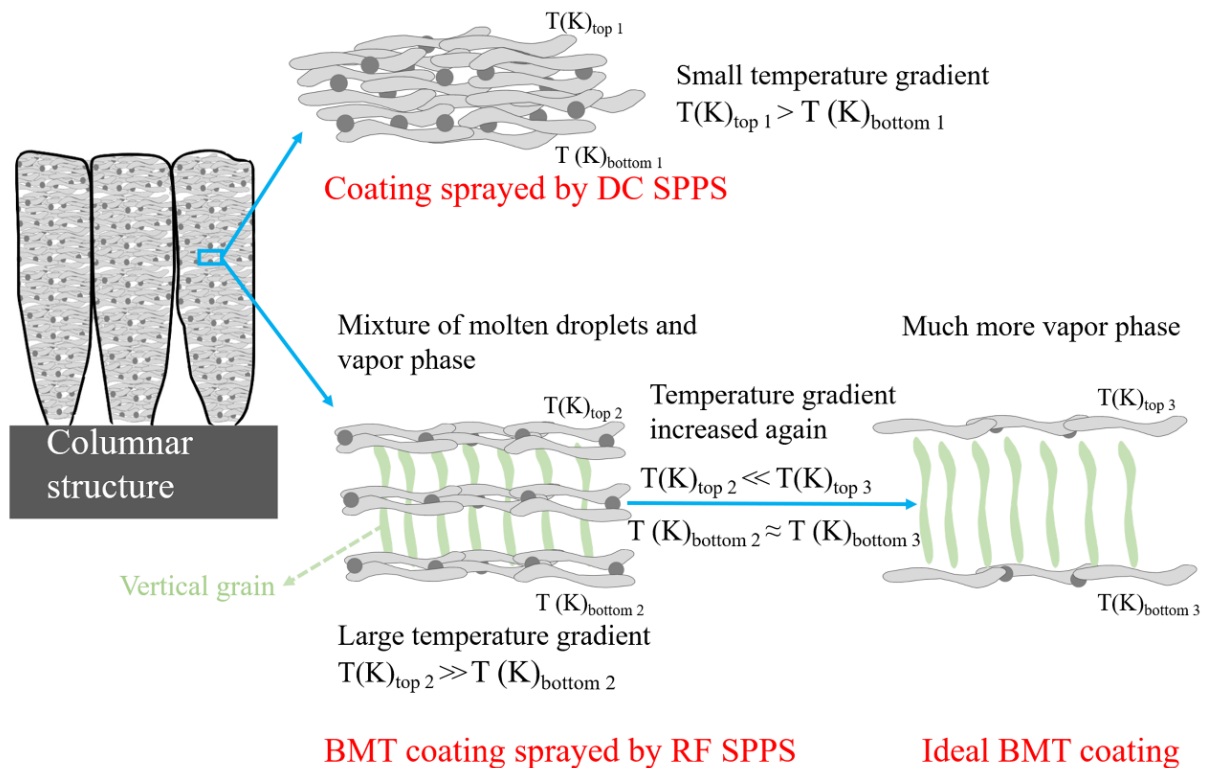 T(K)top 1
Small temperature gradient
T(K)top 1 > T (K)bottom 1
T (K)bottom 1
Coating sprayed by DC SPPS
Columnar
structure
Mixture of molten droplets and
vapor phase
Much more vapor phase
T(K)top 2
Temperature gradient
increased again
T(K)top 2 ≪ T(K)top 3
T (K)bottom 2 ≈ T (K)bottom 3
T(K)top 3
Vertical grain
T (K)bottom 2
T(K)bottom 3
Large temperature gradient
T(K)top 2 ≫ T (K)bottom 2
BMT coating sprayed by RF SPPS
Ideal BMT coating